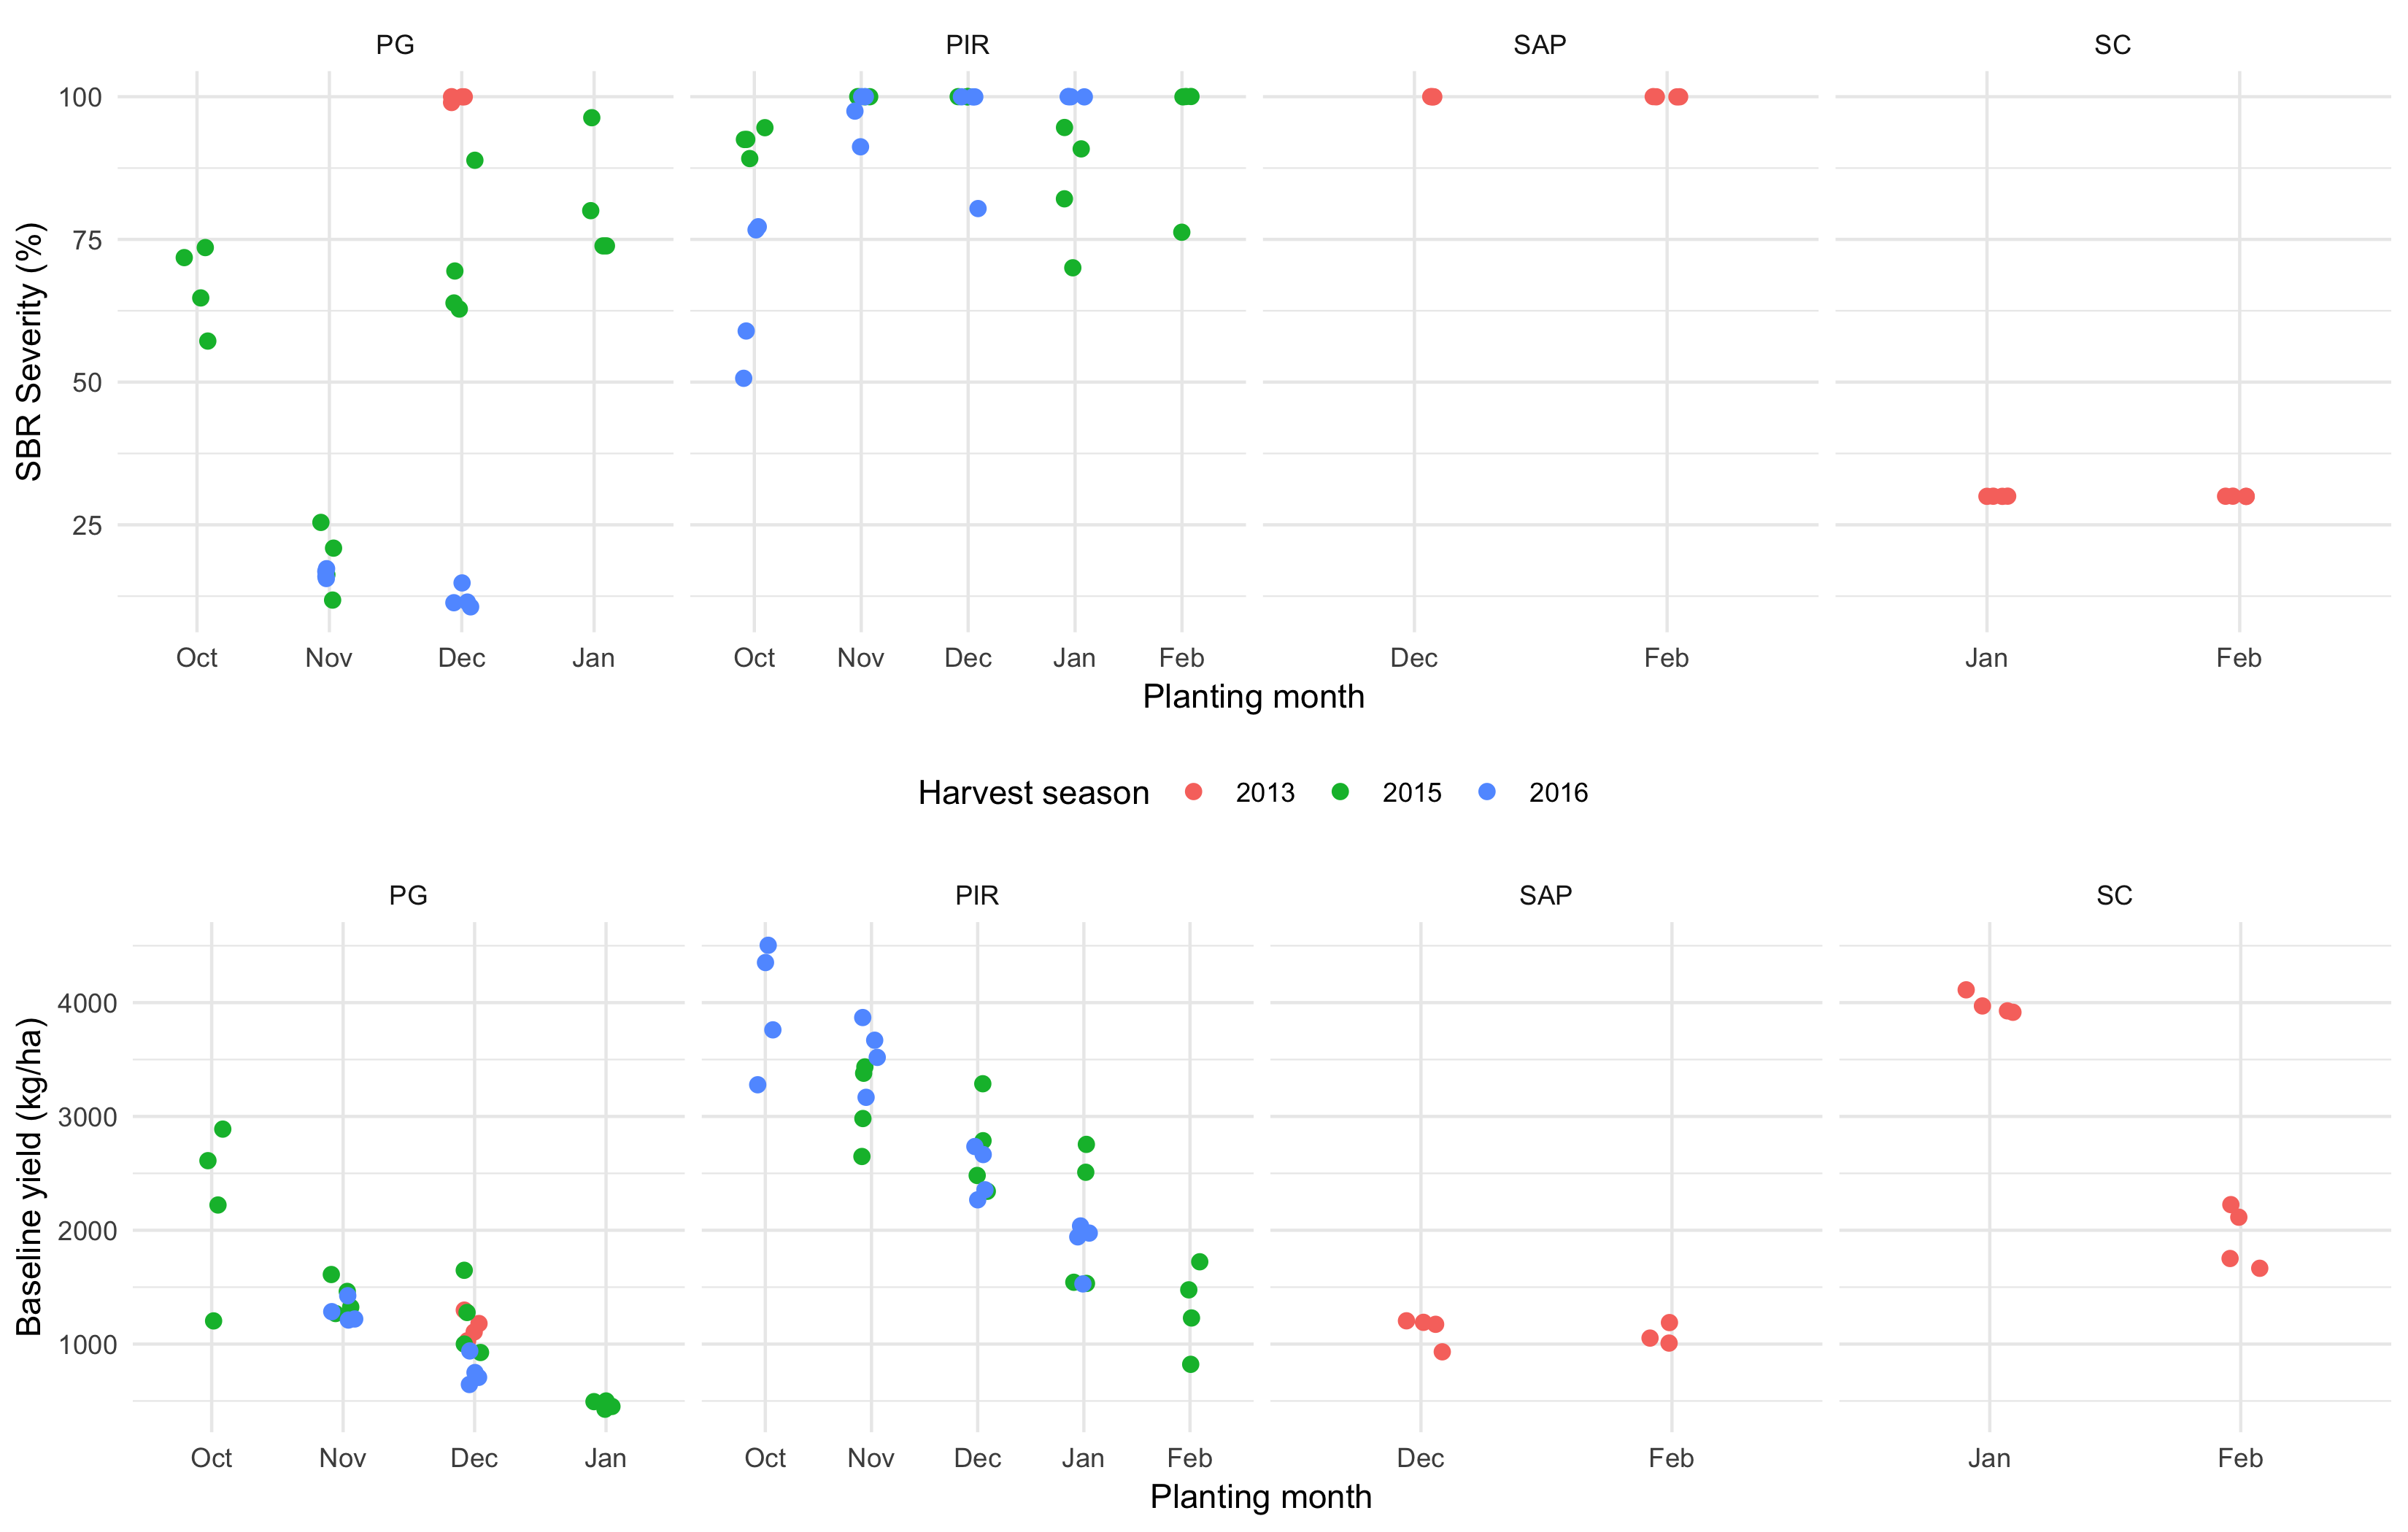 PG PIR SAP SC
SBR Severity (%)
100
75
50
25
Oct Nov Dec Jan Oct Nov Dec Jan Feb Dec Feb Jan Feb
Planting month
Harvest season 2013 2015 2016
PG PIR SAP SC
Baseline yield (kg/ha)
4000
3000
2000
1000
Oct Nov Dec Jan Oct Nov Dec Jan Feb Dec Feb Jan Feb
Planting month